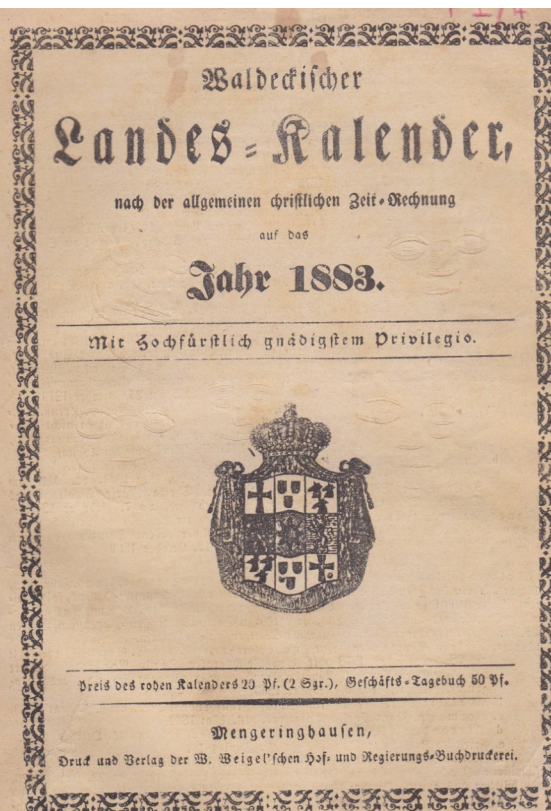 Waldeckischer
Landes-Kalender,
nach der allgemeinen christlichen Zeit-Rechnung
auf das
Jahr 1883.
Mit Hochfürstlich gnädigstem Privilegio.
Preis des rohen Kalenders 20 Pf. (2 Sgr.), Geschäfts-Tagebuch 50 Pf.
Mengeringhausen,
Druck und Verlag der W. Weigel'schen Hof- und Regierungs-Buchdruckerei.